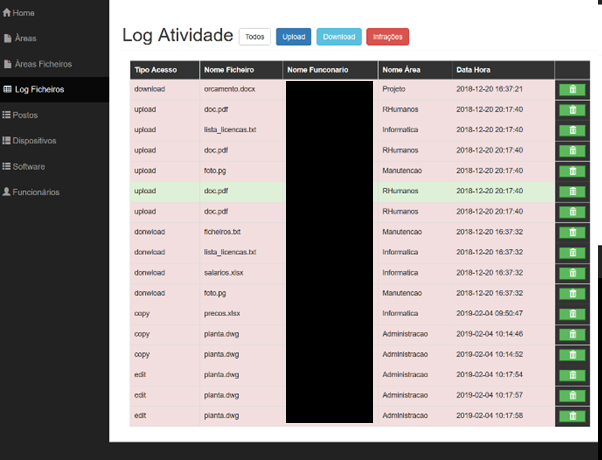 Home
Àreas
Áreas Ficheiros
Log Ficheiros
Postos
Dispositivos
Software
Funcionários
Log Atividade Todos Upload Download Infrações
Tipo Acesso Nome Ficheiro Nome Funconario Nome Área Data Hora
download orcamento.docx Projeto 2018-12-20 16:37:21
upload doc.pdf RHumanos 2018-12-20 20:17:40
upload lista_licencas.txt Informatica 2018-12-20 20:17:40
upload doc.pdf RHumanos 2018-12-20 20:17:40
upload foto.pg Manutencao 2018-12-20 20:17:40
upload doc.pdf RHumanos 2018-12-20 20:17:40
upload doc.pdf RHumanos 2018-12-20 20:17:40
donwload ficheiros.txt Manutencao 2018-12-20 16:37:32
donwload lista_licencas.txt Informatica 2018-12-20 16:37:32
donwload salarios.xlsx Informatica 2018-12-20 16:37:32
donwload foto.pg Manutencao 2018-12-20 16:37:32
copy precos.xlsx Informatica 2019-02-04 09:50:47
copy planta.dwg Administracao 2019-02-04 10:14:46
copy planta.dwg Administracao 2019-02-04 10:14:52
edit planta.dwg Administracao 2019-02-04 10:17:54
edit planta.dwg Administracao 2019-02-04 10:17:57
edit planta.dwg Administracao 2019-02-04 10:17:58